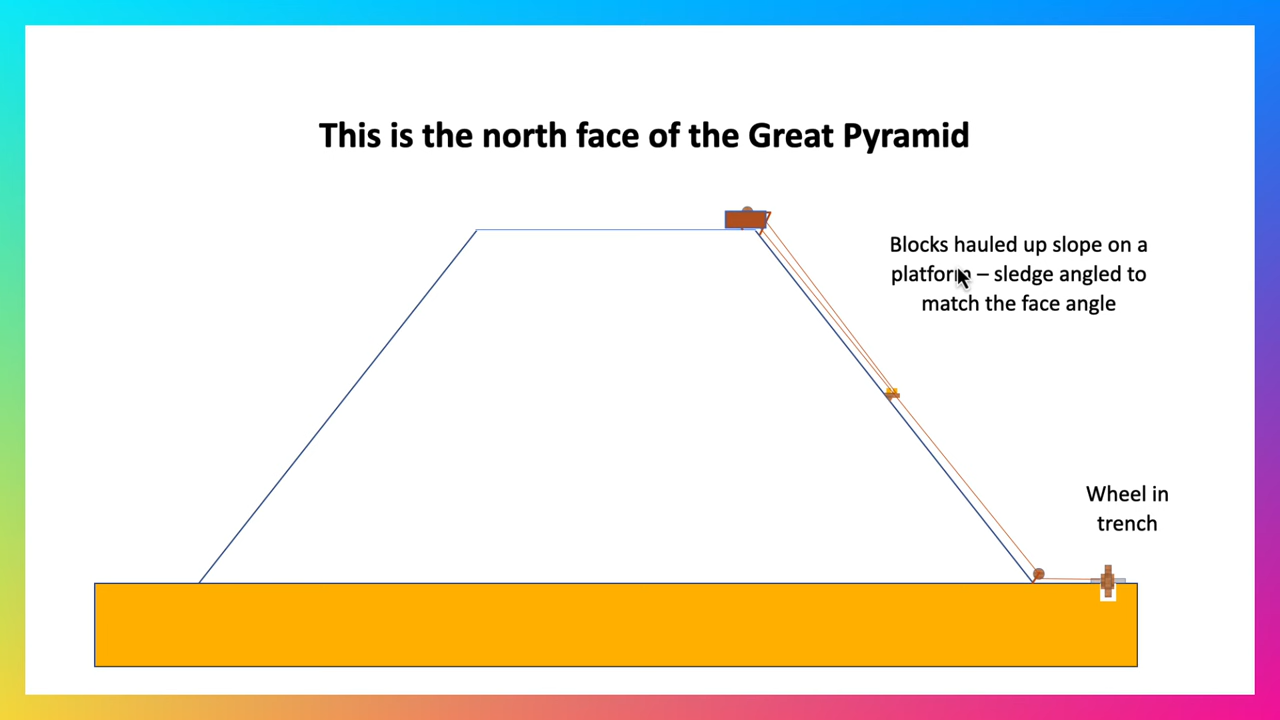 This is the north face of the Great Pyramid
Blocks hauled up slope on a
platform – sledge angled to
match the face angle
Wheel in
trench